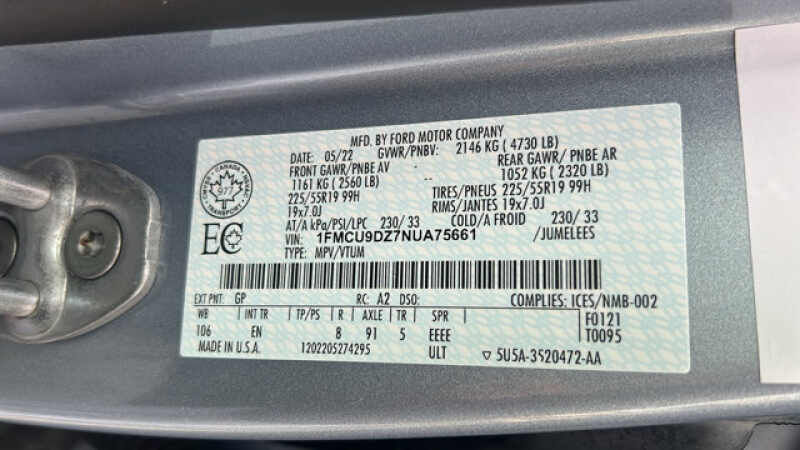 MFD. BY FORD MOTOR COMPANY
DATE: 05/22 GVWR/PNBV: 2146 KG ( 4730 LB)
FRONT GAWR/PNBE AV REAR GAWR/ PNBE AR
1161 KG ( 2560 LB) 1052 KG ( 2320 LB)
225/55R19 99H TIRES/PNEUS 225/55R19 99H
19x7.0J RIMS/JANTES 19x7.0J
AT/A kPa/PSI/LPC 230/ 33 COLD/A FROID 230/ 33
VIN: 1FMCU9DZ7NUA75661 /JUMELEES
TYPE: MPV/VTUM
CANADA
977
TRANSPORT
EC
EXT PNT: GP RC: A2 DSO: COMPLIES: ICES/NMB-002
WB INT TR TP/PS R AXLE TR SPR F0121
106 EN 8 91 5 EEEE T0095
MADE IN U.S.A. 1202205274295 ULT ▽ 5U5A-3S20472-AA